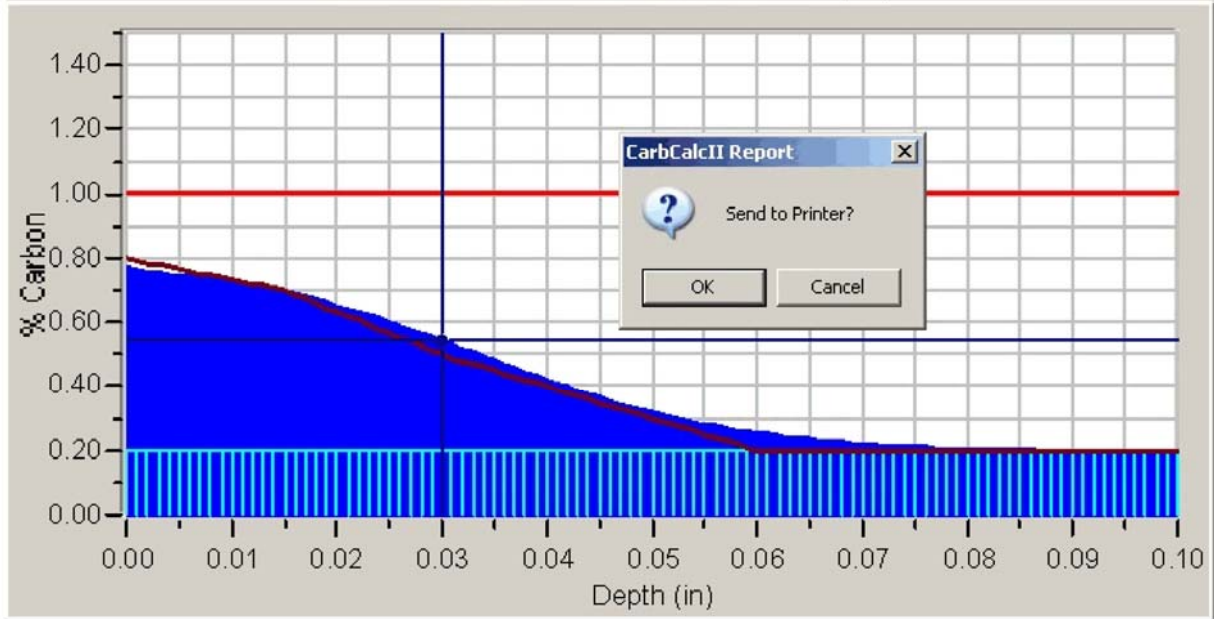 1.40
1.20
1.00
0.80
0.60
0.40
0.20
0.00
% Carbon
CarbCalcII Report
Send to Printer?
OK Cancel
0.00 0.01 0.02 0.03 0.04 0.05 0.06 0.07 0.08 0.09 0.10
Depth (in)